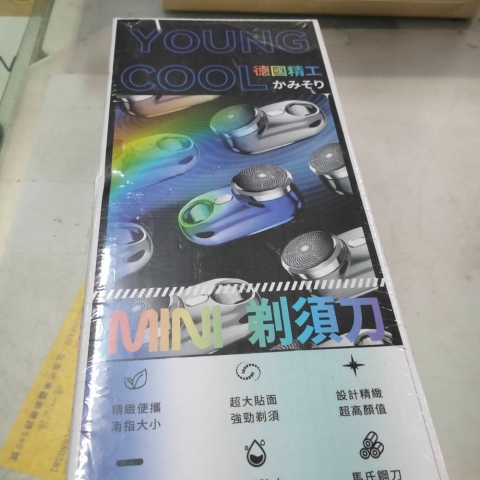 YOUNG
COOL 德國精工
かみそり
MINI 剃須刀
精緻便攜
兩指大小
超大貼面
強勁剃須
設計精緻
超高顏值
馬氏鋼刀